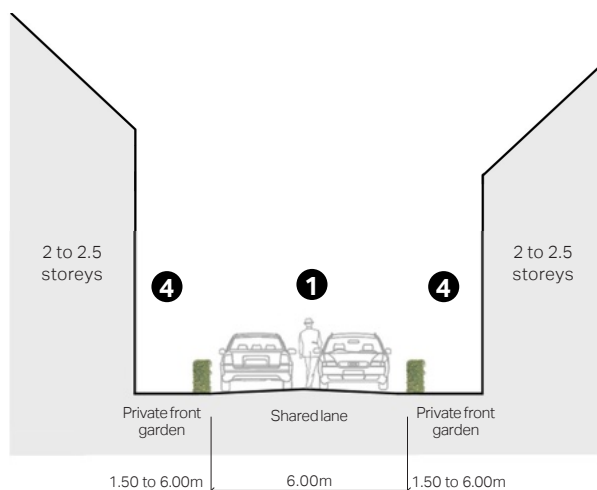 2 to 2.5
storeys
4
1
4
2 to 2.5
storeys
Private front
garden
Shared lane
Private front
garden
1.50 to 6.00m
6.00m
1.50 to 6.00m